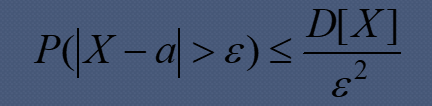 P(|X − a| > ε) ≤ D[X] / ε²